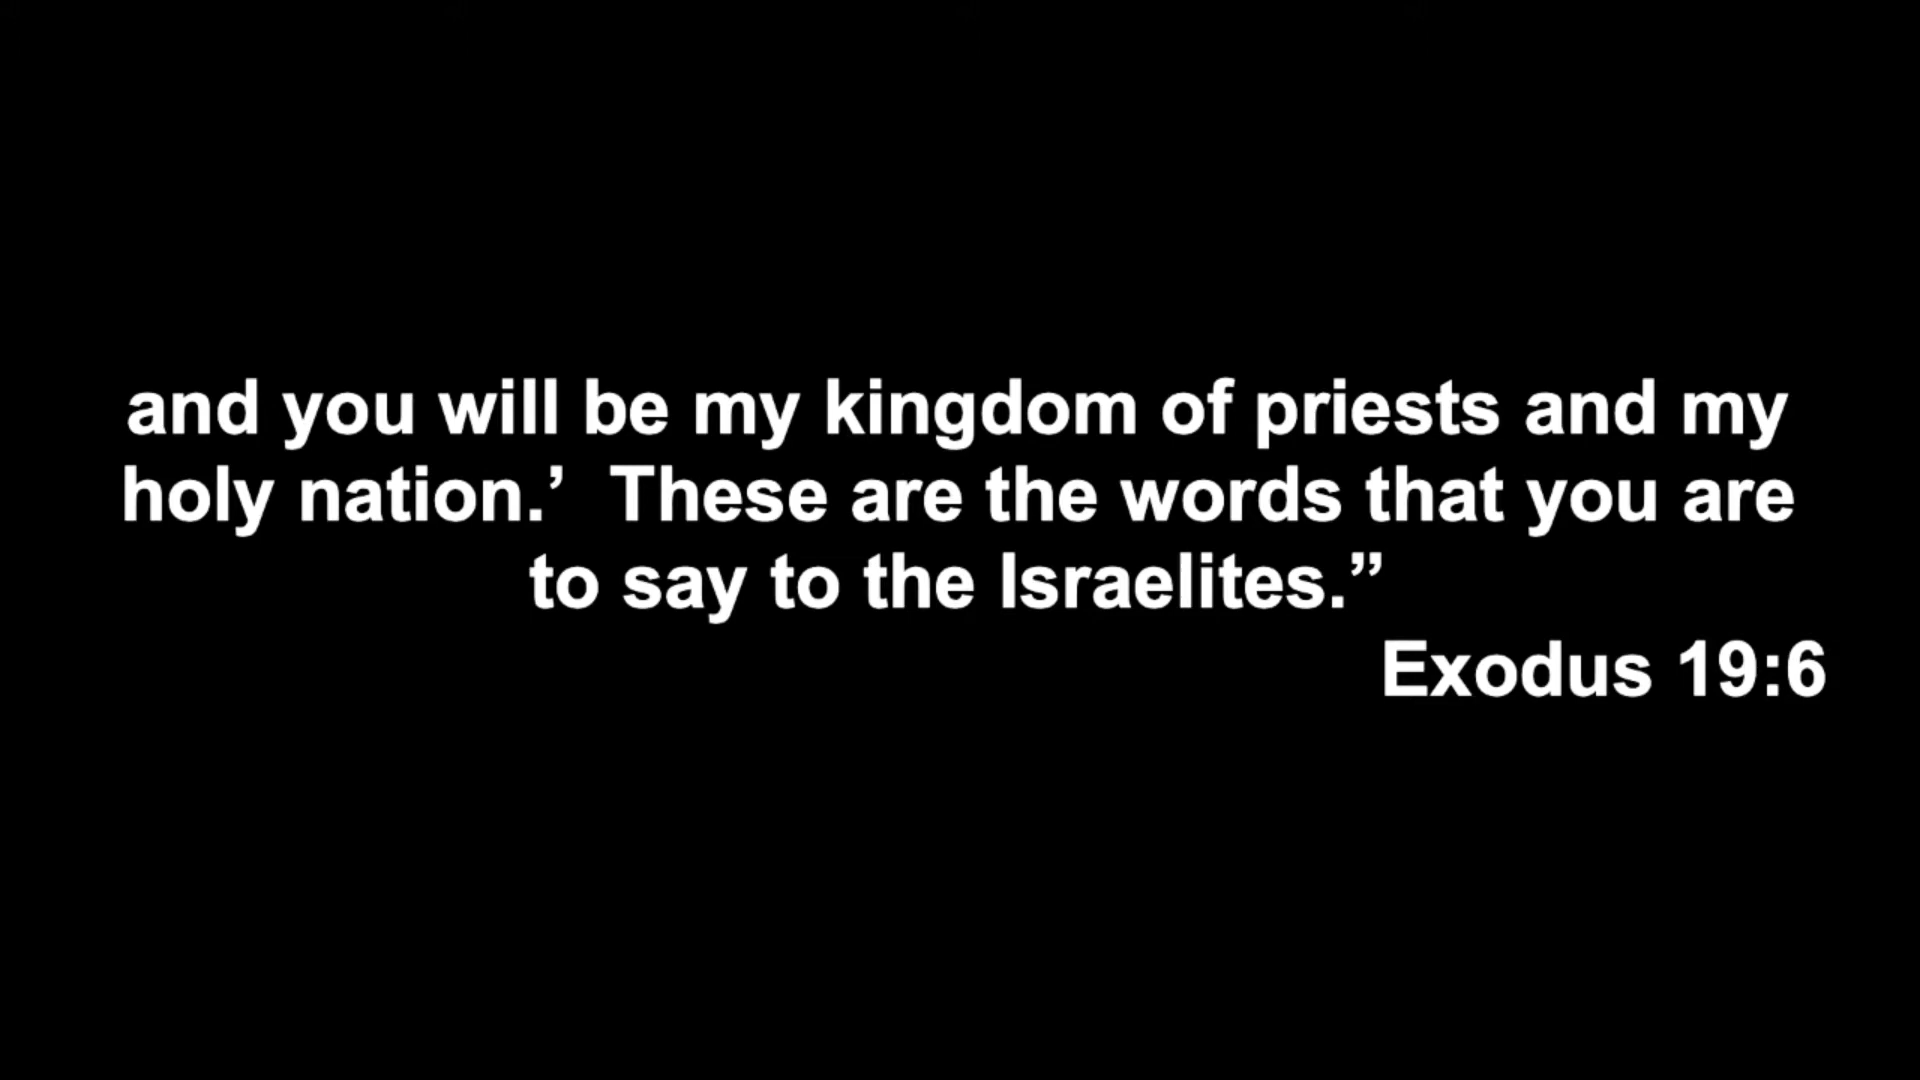 and you will be my kingdom of priests and my
holy nation.’  These are the words that you are
to say to the Israelites.”
Exodus 19:6